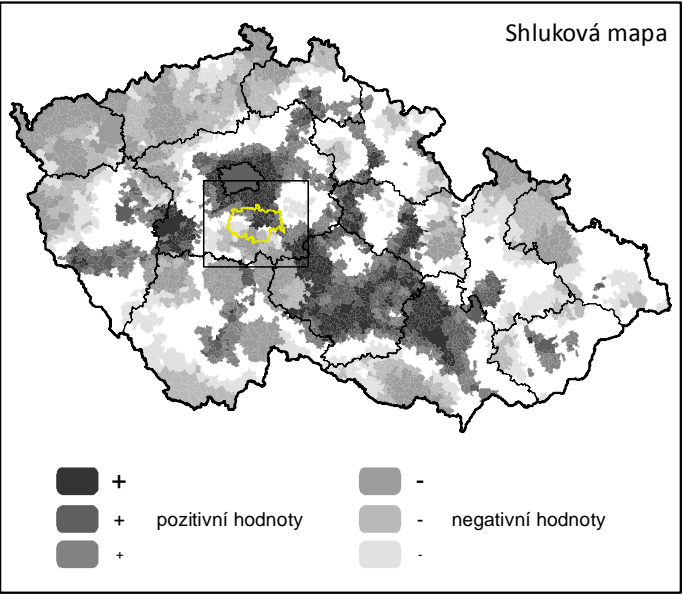 Shluková mapa
+ -
+ pozitivní hodnoty - negativní hodnoty
+ -